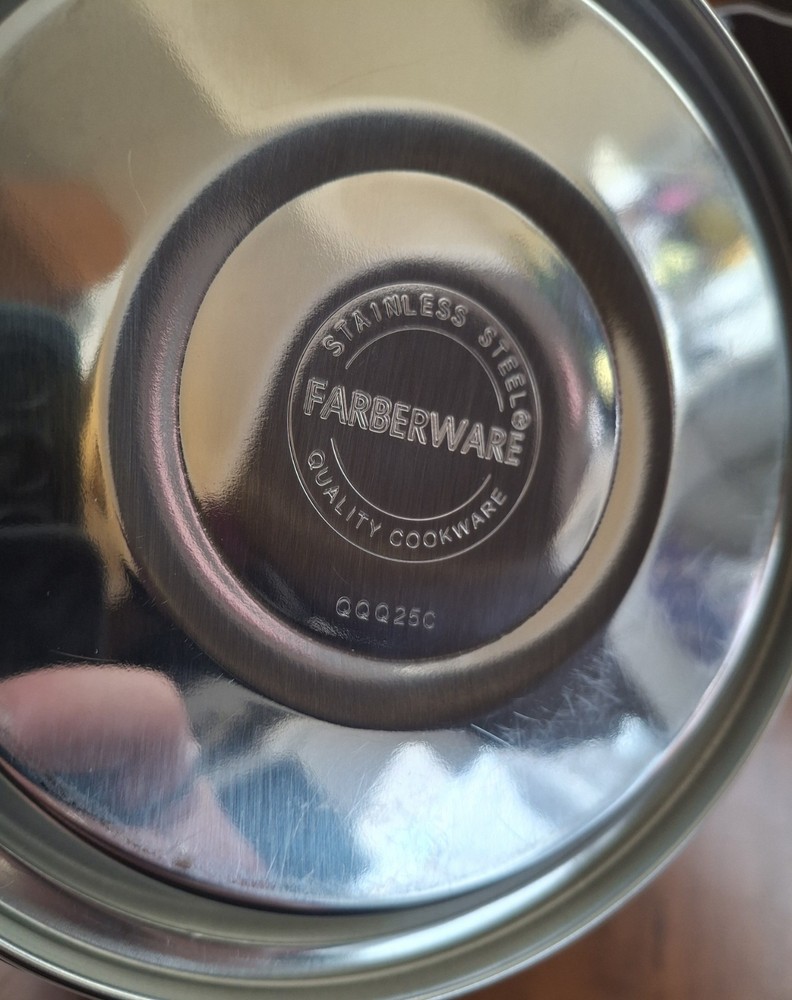 STAINLESS STEEL®
FARBERWARE
QUALITY COOKWARE
QQQ25C